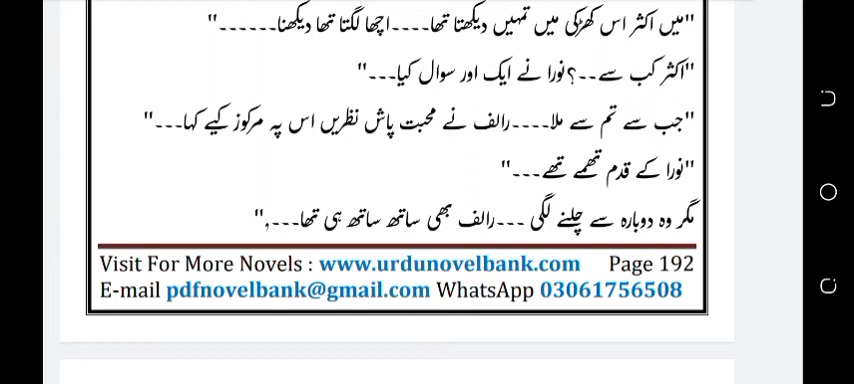 "میں اکثر اس کھڑکی میں تمہیں دیکھتا تھا----اچھا لگتا تھا دیکھنا------"
"اکثر کب سے--؟نورا نے ایک اور سوال کیا---"
"جب سے تم سے ملا----رالف نے محبت پاش نظریں اس پہ مرکوز کیے کہا---"
"نورا کے قدم تھمے تھے---"
مگر وہ دوبارہ سے چلنے لگی ---رالف بھی ساتھ ساتھ ہی تھا---,"
Visit For More Novels : www.urdunovelbank.com Page 192
E-mail pdfnovelbank@gmail.com WhatsApp 03061756508